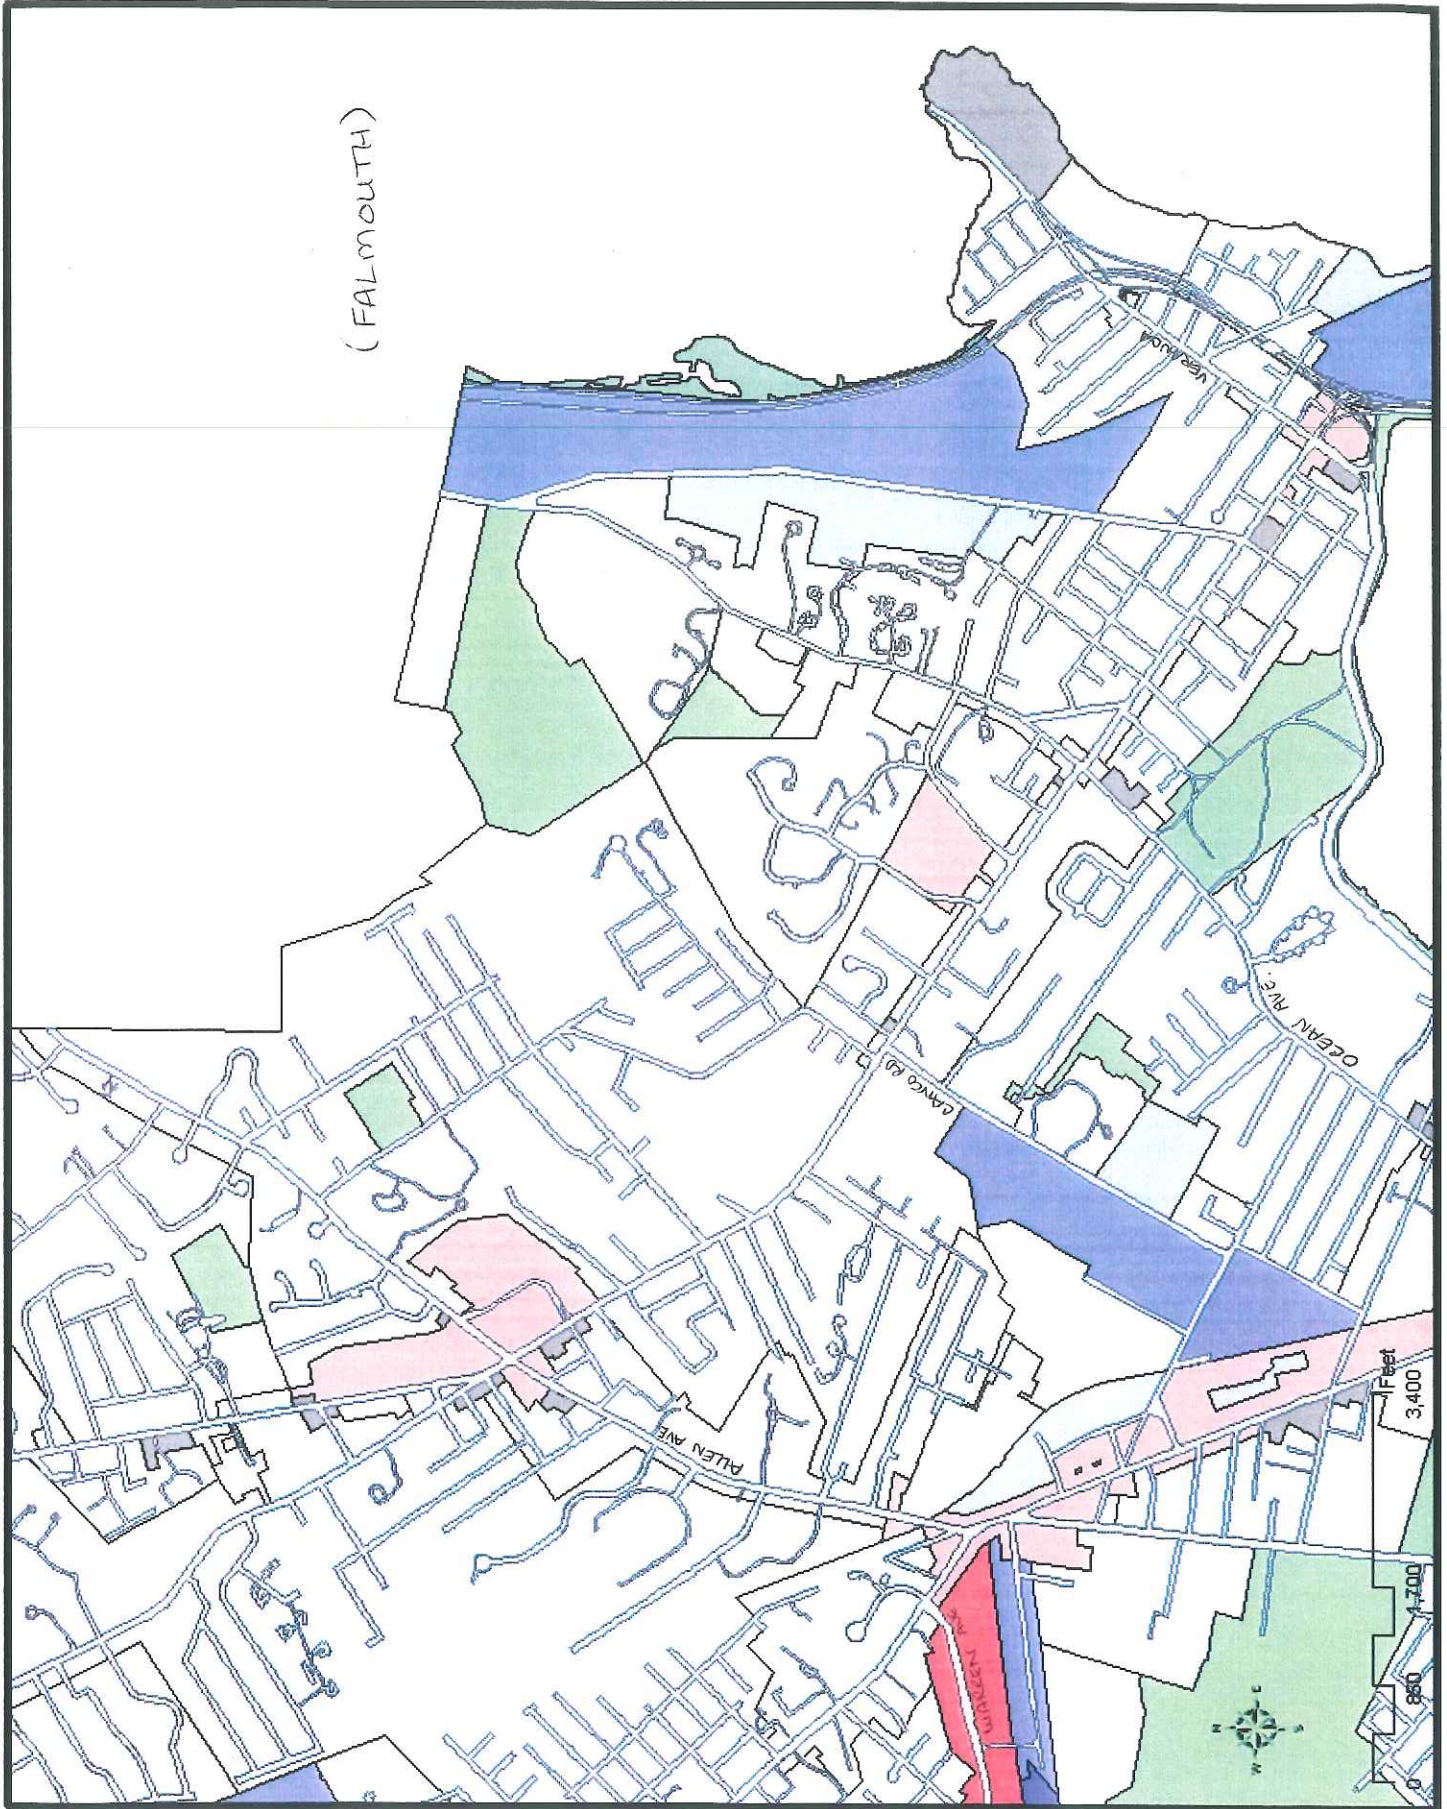 (FALMOUTH)
VERANDA
OCEAN AVE.
CANCO RD
ALLEN AVE
WARREN AVE
N
W E
S
Feet
0 850 1,700 3,400